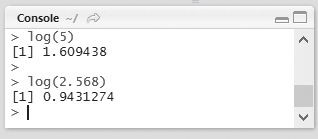 Console ~/
> log(5)
[1] 1.609438
>
> log(2.568)
[1] 0.9431274
>